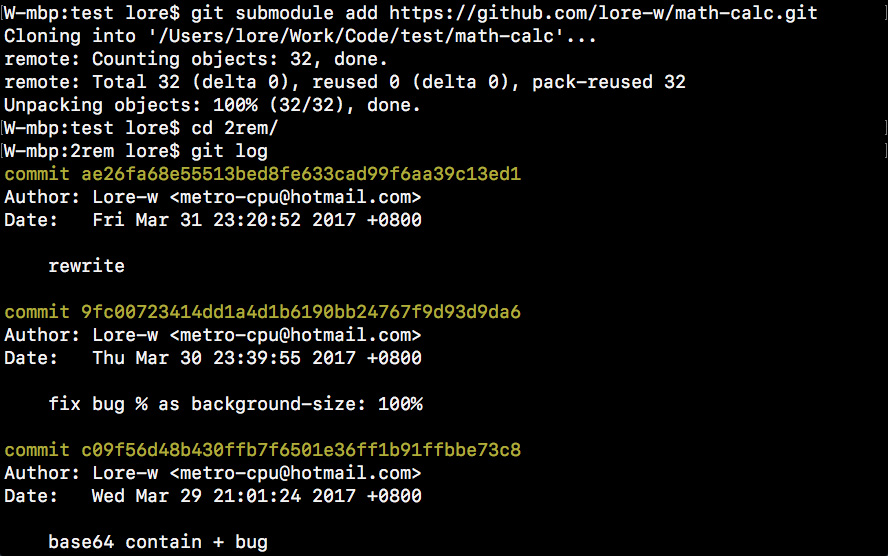 W-mbp:test lore$ git submodule add https://github.com/lore-w/math-calc.git
Cloning into '/Users/lore/Work/Code/test/math-calc'...
remote: Counting objects: 32, done.
remote: Total 32 (delta 0), reused 0 (delta 0), pack-reused 32
Unpacking objects: 100% (32/32), done.
W-mbp:test lore$ cd 2rem/
W-mbp:2rem lore$ git log
commit ae26fa68e55513bed8fe633cad99f6aa39c13ed1
Author: Lore-w <metro-cpu@hotmail.com>
Date:   Fri Mar 31 23:20:52 2017 +0800
    rewrite
commit 9fc00723414dd1a4d1b6190bb24767f9d93d9da6
Author: Lore-w <metro-cpu@hotmail.com>
Date:   Thu Mar 30 23:39:55 2017 +0800
    fix bug % as background-size: 100%
commit c09f56d48b430ffb7f6501e36ff1b91ffbbe73c8
Author: Lore-w <metro-cpu@hotmail.com>
Date:   Wed Mar 29 21:01:24 2017 +0800
    base64 contain + bug